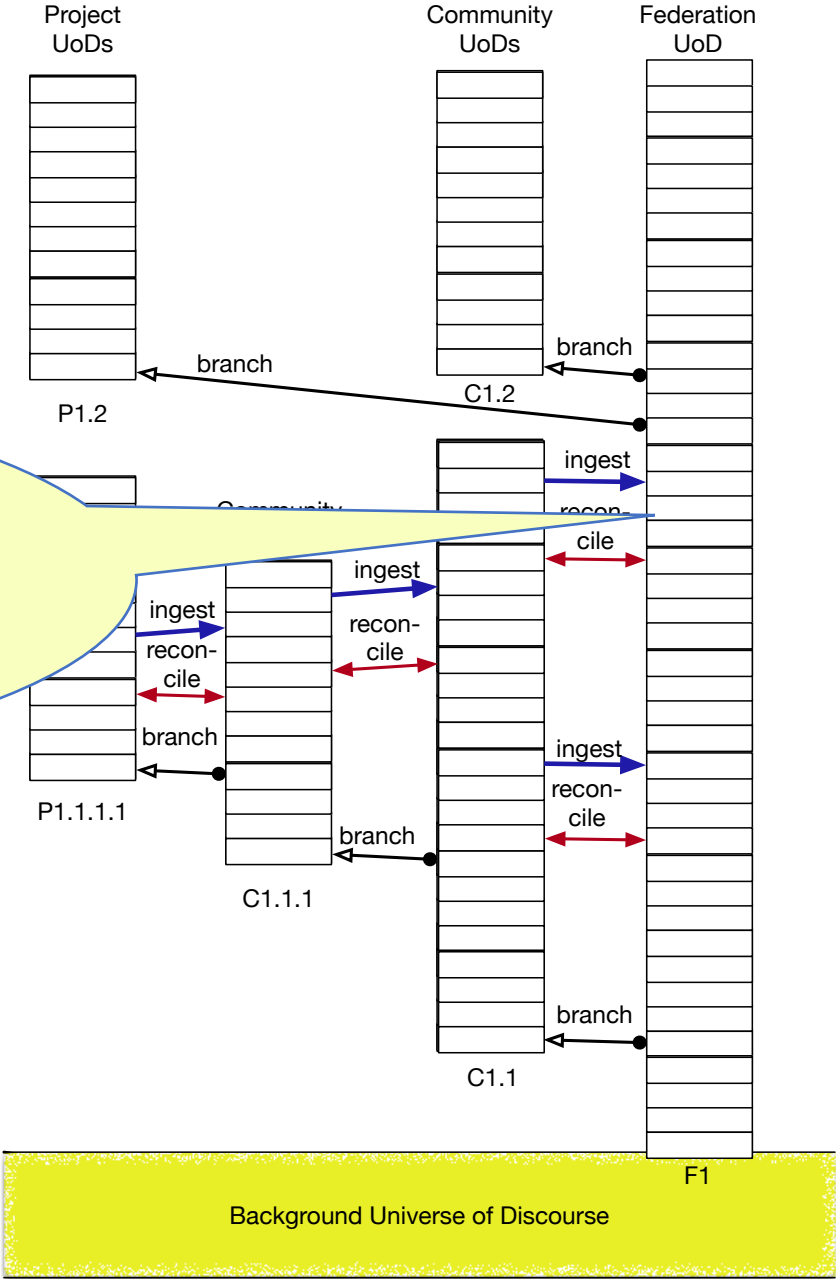 Project
UoDs
Community
UoDs
Federation
UoD
branch
branch
C1.2
P1.2
ingest
Community
recon-
cile
ingest
ingest
recon-
cile
recon-
cile
branch
ingest
recon-
cile
P1.1.1.1
branch
C1.1.1
branch
C1.1
F1
Background Universe of Discourse